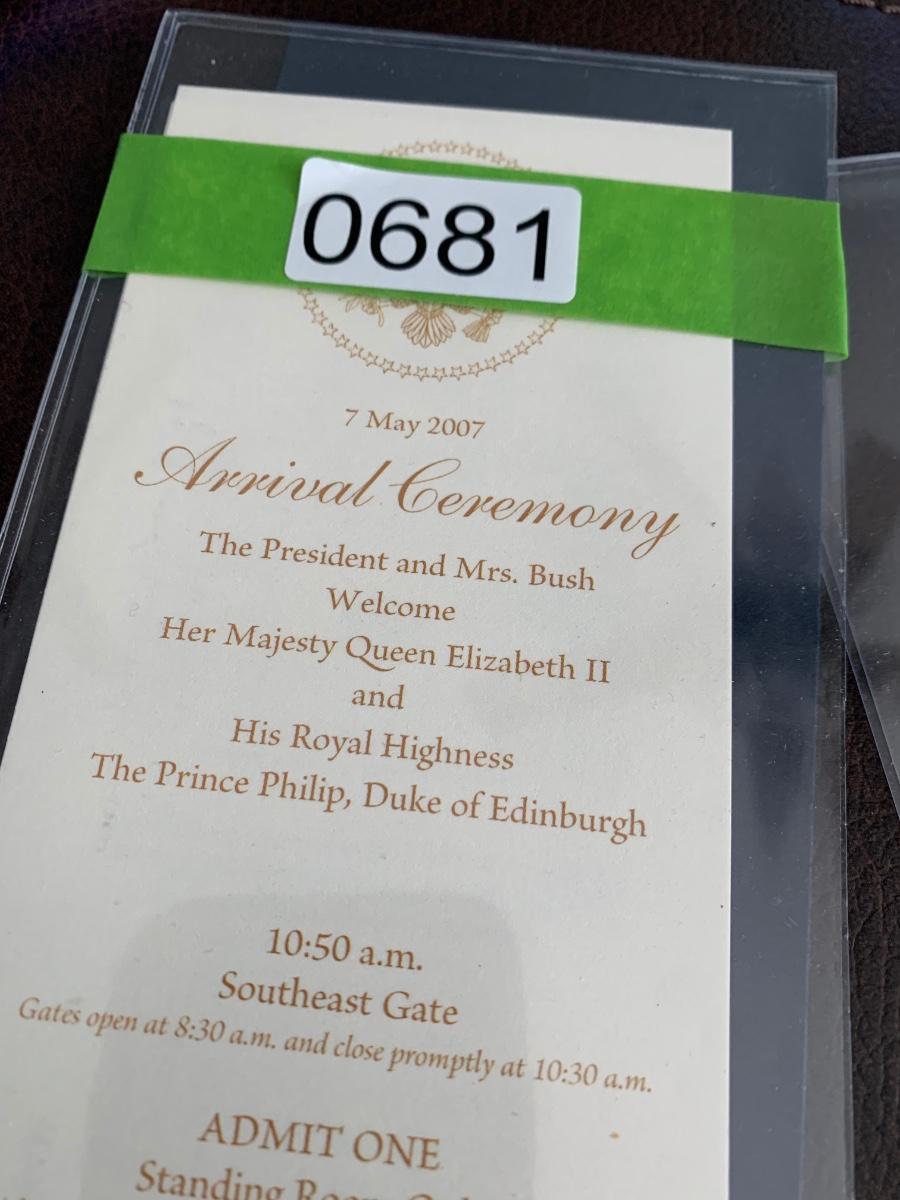 0681
7 May 2007
Arrival Ceremony
The President and Mrs. Bush
Welcome
Her Majesty Queen Elizabeth II
and
His Royal Highness
The Prince Philip, Duke of Edinburgh
10:50 a.m.
Southeast Gate
Gates open at 8:30 a.m. and close promptly at 10:30 a.m.
ADMIT ONE
Standing Room